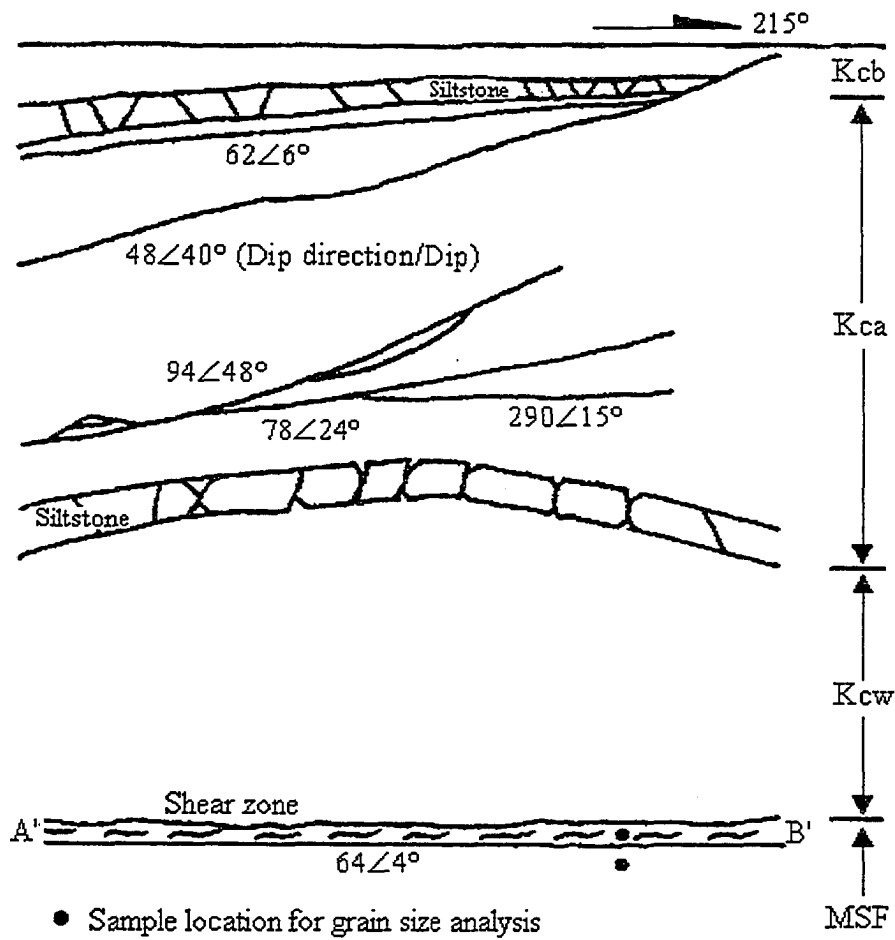 215°
Kcb
Siltstone
62∠6°
48∠40° (Dip direction/Dip)
Kca
94∠48°
78∠24°
290∠15°
Siltstone
Kcw
Shear zone
A' B'
64∠4°
● Sample location for grain size analysis
MSF